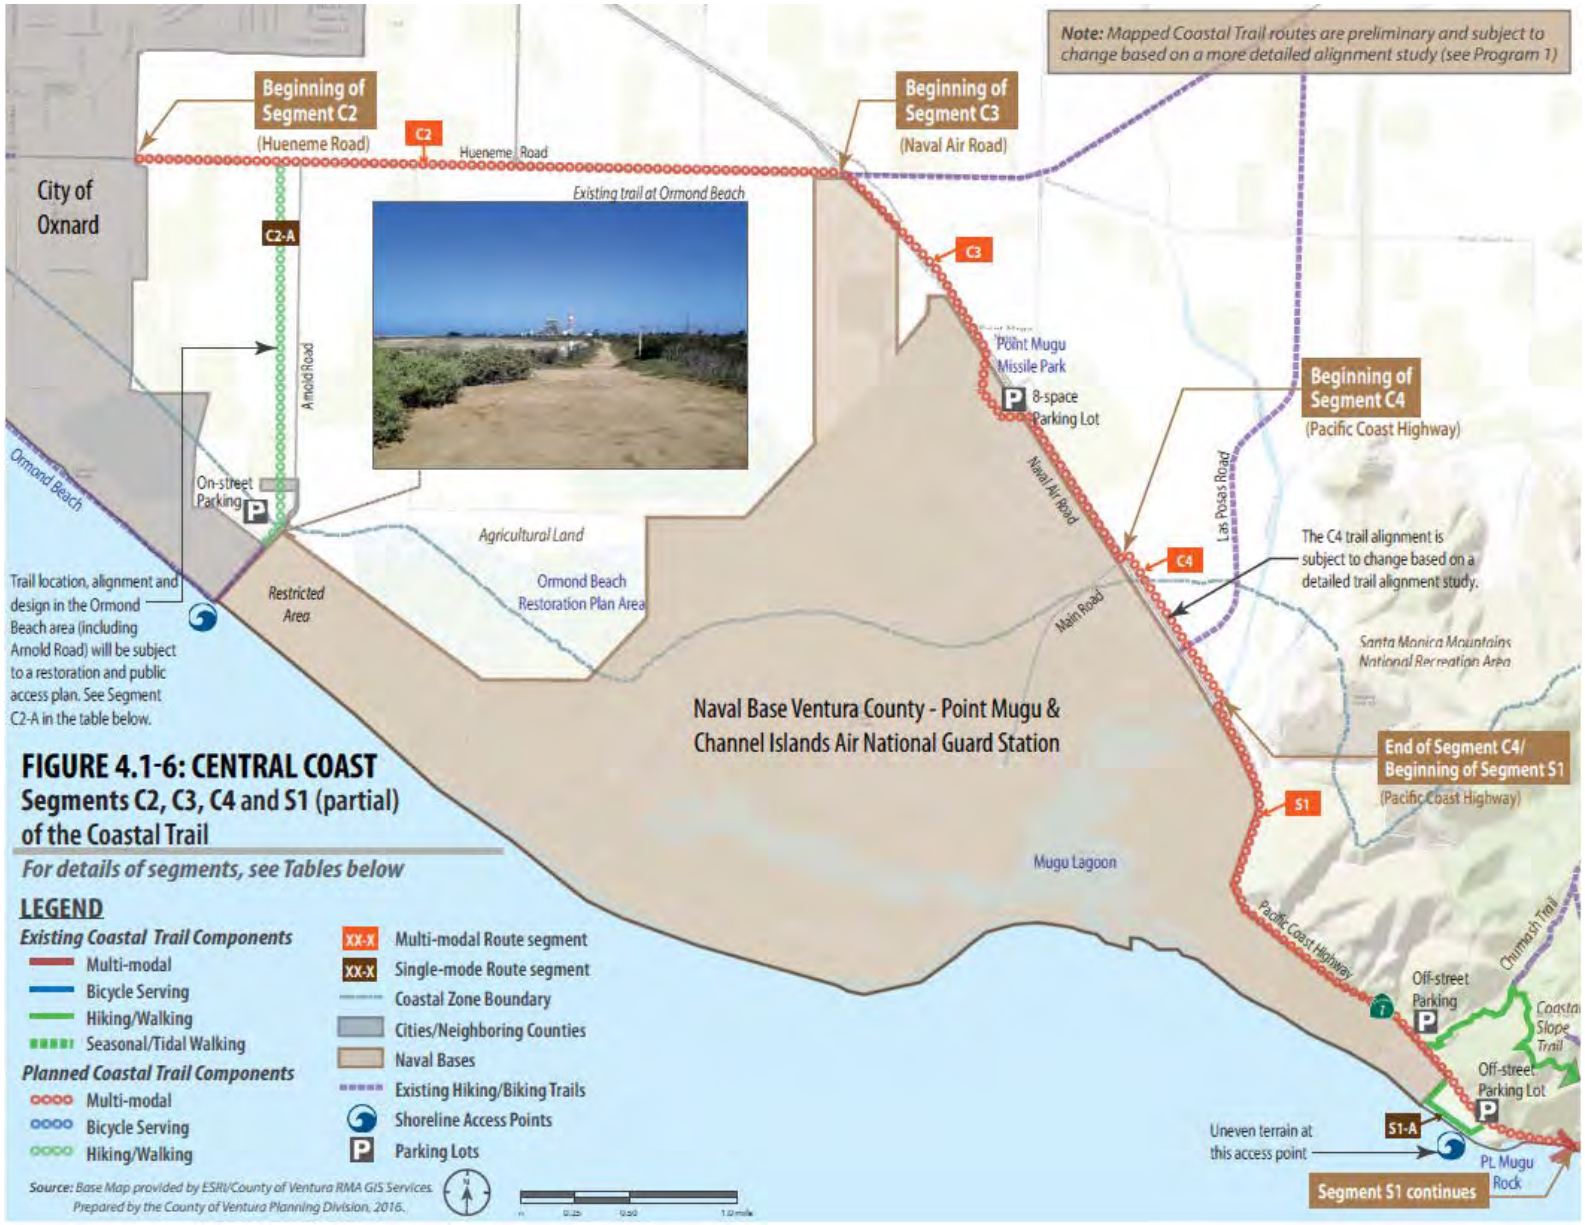 Note: Mapped Coastal Trail routes are preliminary and subject to
change based on a more detailed alignment study (see Program 1)
Beginning of
Segment C2
(Hueneme Road)
C2
Hueneme Road
Beginning of
Segment C3
(Naval Air Road)
City of
Oxnard
Existing trail at Ormond Beach
C2-A
C3
Arnold Road
Point Mugu
Missile Park
8-space
Parking Lot
P
Beginning of
Segment C4
(Pacific Coast Highway)
Ormond Beach
On-street
Parking
P
Naval Air Road
Las Posas Road
Agricultural Land
The C4 trail alignment is
subject to change based on a
detailed trail alignment study.
C4
Trail location, alignment and
design in the Ormond
Beach area (including
Arnold Road) will be subject
to a restoration and public
access plan. See Segment
C2-A in the table below.
Restricted
Area
Ormond Beach
Restoration Plan Area
Main Road
Santa Monica Mountains
National Recreation Area
Naval Base Ventura County - Point Mugu &
Channel Islands Air National Guard Station
End of Segment C4/
Beginning of Segment S1
(Pacific Coast Highway)
S1
FIGURE 4.1-6: CENTRAL COAST
Segments C2, C3, C4 and S1 (partial)
of the Coastal Trail
For details of segments, see Tables below
Mugu Lagoon
Pacific Coast Highway
Chumash Trail
1
Off-street
Parking
P
Coastal
Slope
Trail
Off-street
Parking Lot
P
S1-A
Uneven terrain at
this access point
Pt. Mugu
Rock
Segment S1 continues
LEGEND
Existing Coastal Trail Components
Multi-modal
Bicycle Serving
Hiking/Walking
Seasonal/Tidal Walking
Planned Coastal Trail Components
Multi-modal
Bicycle Serving
Hiking/Walking
XX-X Multi-modal Route segment
XX-X Single-mode Route segment
Coastal Zone Boundary
Cities/Neighboring Counties
Naval Bases
Existing Hiking/Biking Trails
Shoreline Access Points
P Parking Lots
Source: Base Map provided by ESRI/County of Ventura RMA GIS Services.
Prepared by the County of Ventura Planning Division, 2016.
N
0.25 0.50 1.0 mile